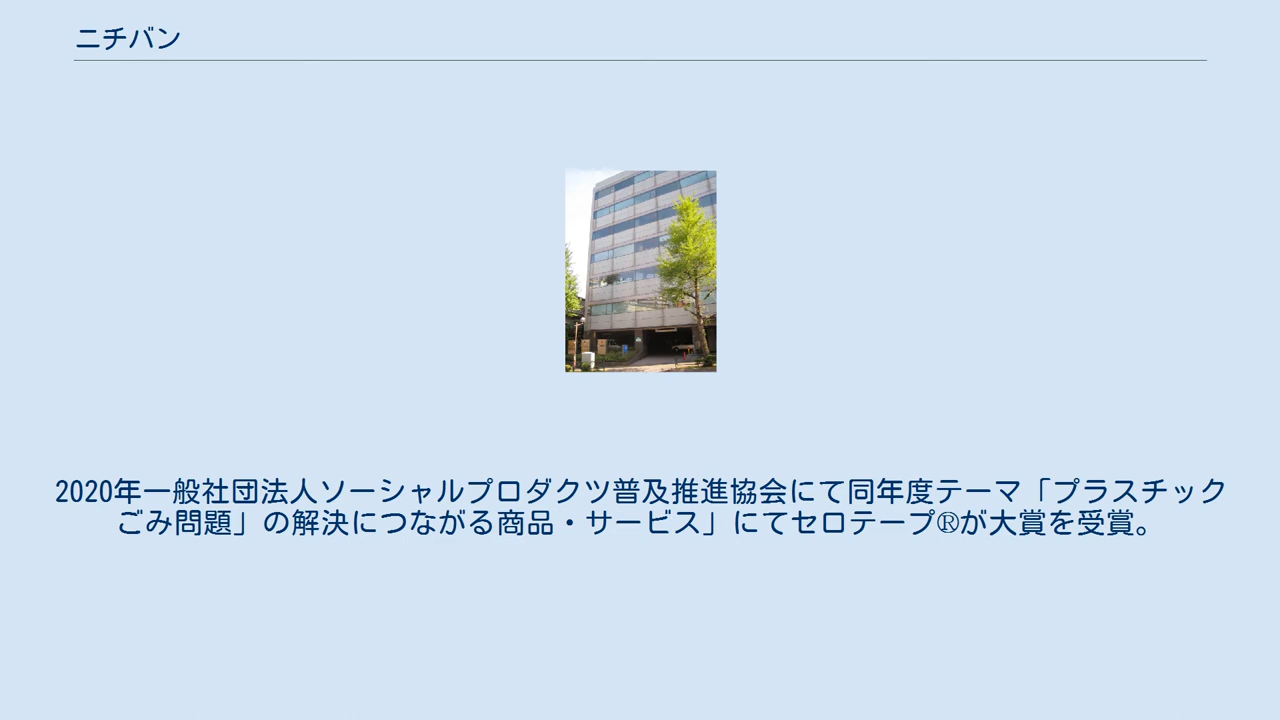 ニチバン
2020年一般社団法人ソーシャルプロダクツ普及推進協会にて同年度テーマ「プラスチック
ごみ問題」の解決につながる商品・サービス」にてセロテープ®が大賞を受賞。